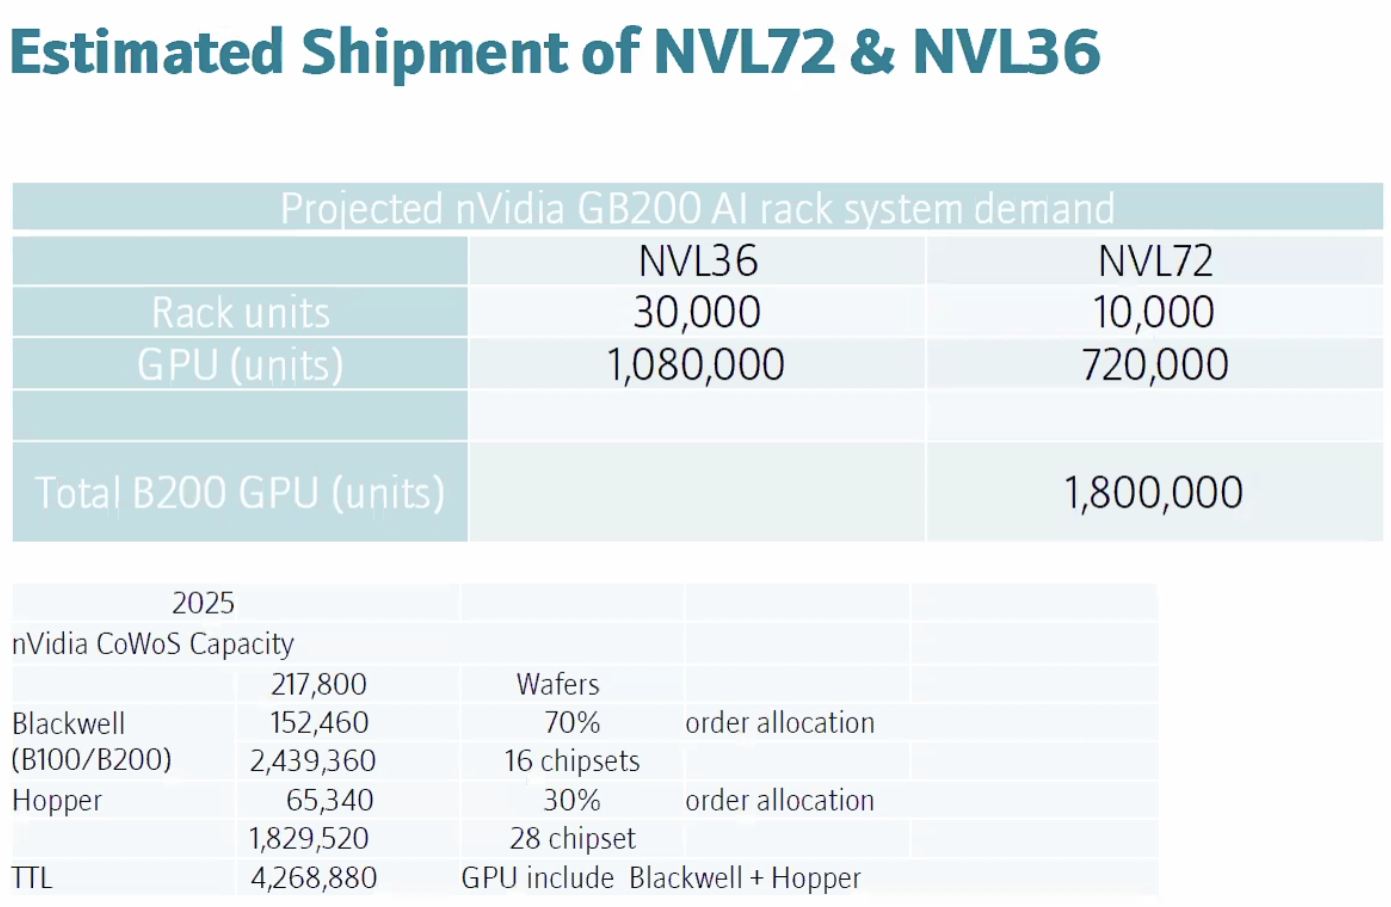 Estimated Shipment of NVL72 & NVL36
Projected nVidia GB200 AI rack system demand
NVL36 NVL72
Rack units 30,000 10,000
GPU (units) 1,080,000 720,000
Total B200 GPU (units) 1,800,000
2025
nVidia CoWoS Capacity
217,800 Wafers
Blackwell 152,460 70% order allocation
(B100/B200) 2,439,360 16 chipsets
Hopper 65,340 30% order allocation
1,829,520 28 chipset
TTL 4,268,880 GPU include Blackwell + Hopper